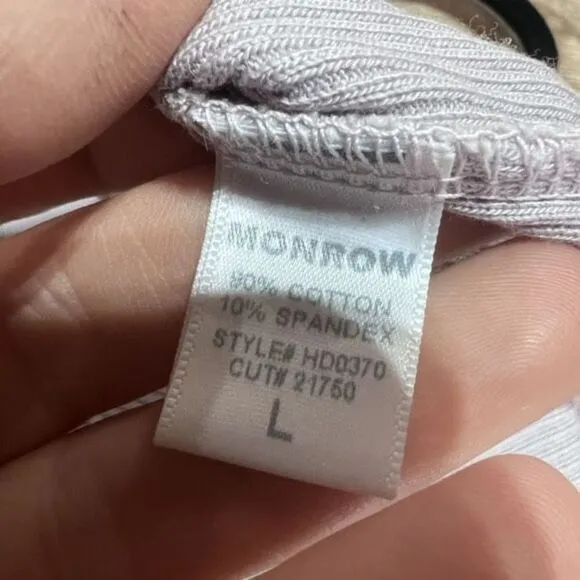 MONROW
90% COTTON
10% SPANDEX
STYLE# HD0370
CUT# 21750
L